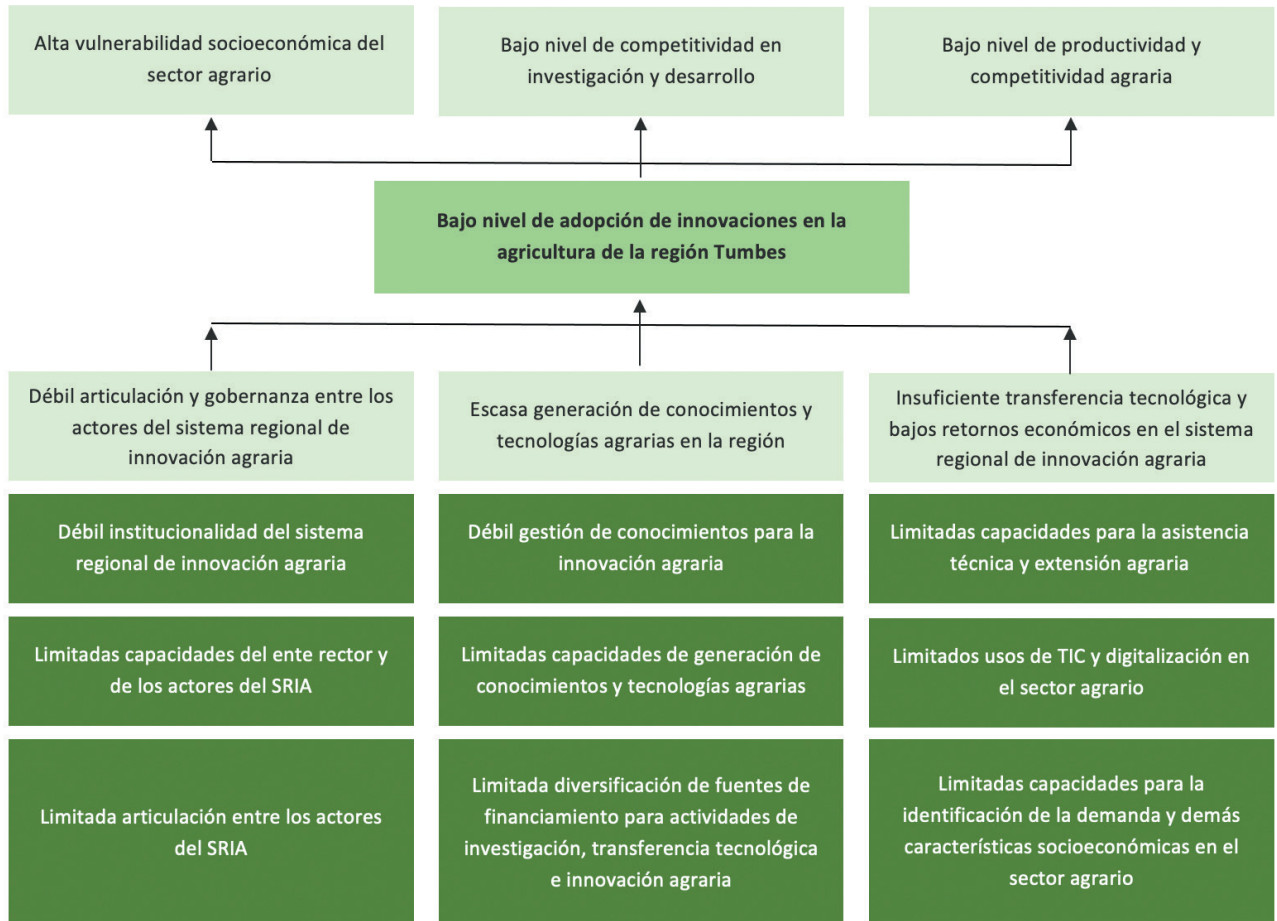 Alta vulnerabilidad socioeconómica del
sector agrario
Bajo nivel de competitividad en
investigación y desarrollo
Bajo nivel de productividad y
competitividad agraria
Bajo nivel de adopción de innovaciones en la
agricultura de la región Tumbes
Débil articulación y gobernanza entre los
actores del sistema regional de
innovación agraria
Escasa generación de conocimientos y
tecnologías agrarias en la región
Insuficiente transferencia tecnológica y
bajos retornos económicos en el sistema
regional de innovación agraria
Débil institucionalidad del sistema
regional de innovación agraria
Débil gestión de conocimientos para la
innovación agraria
Limitadas capacidades para la asistencia
técnica y extensión agraria
Limitadas capacidades del ente rector y
de los actores del SRIA
Limitadas capacidades de generación de
conocimientos y tecnologías agrarias
Limitados usos de TIC y digitalización en
el sector agrario
Limitada articulación entre los actores
del SRIA
Limitada diversificación de fuentes de
financiamiento para actividades de
investigación, transferencia tecnológica
e innovación agraria
Limitadas capacidades para la
identificación de la demanda y demás
características socioeconómicas en el
sector agrario